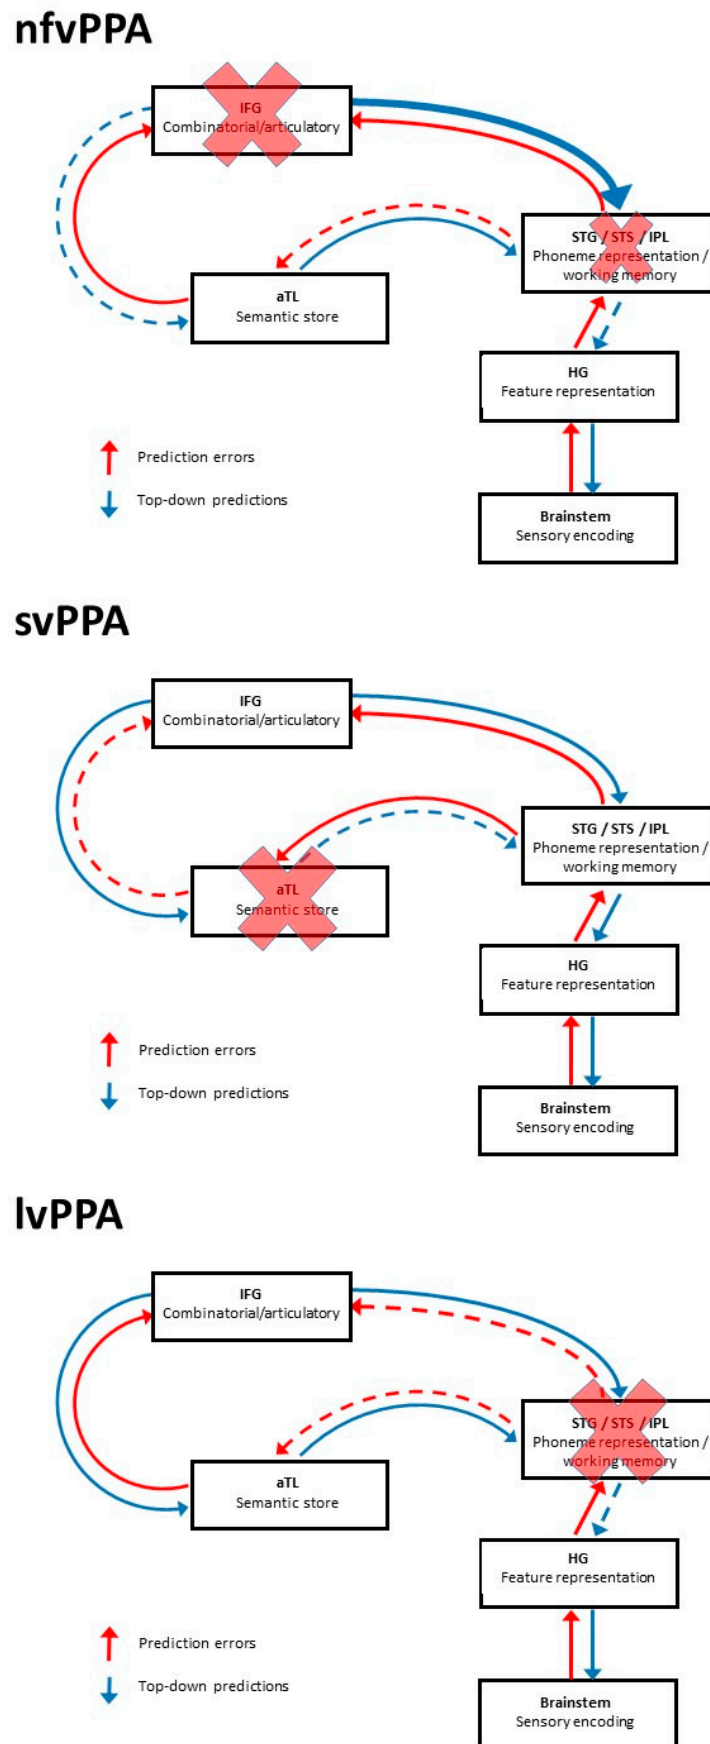 nfvPPA
IFG
Combinatorial/articulatory
STG / STS / IPL
Phoneme representation /
working memory
aTL
Semantic store
HG
Feature representation
Prediction errors
Top-down predictions
Brainstem
Sensory encoding
svPPA
IFG
Combinatorial/articulatory
STG / STS / IPL
Phoneme representation /
working memory
aTL
Semantic store
HG
Feature representation
Prediction errors
Top-down predictions
Brainstem
Sensory encoding
lvPPA
IFG
Combinatorial/articulatory
STG / STS / IPL
Phoneme representation /
working memory
aTL
Semantic store
HG
Feature representation
Prediction errors
Top-down predictions
Brainstem
Sensory encoding